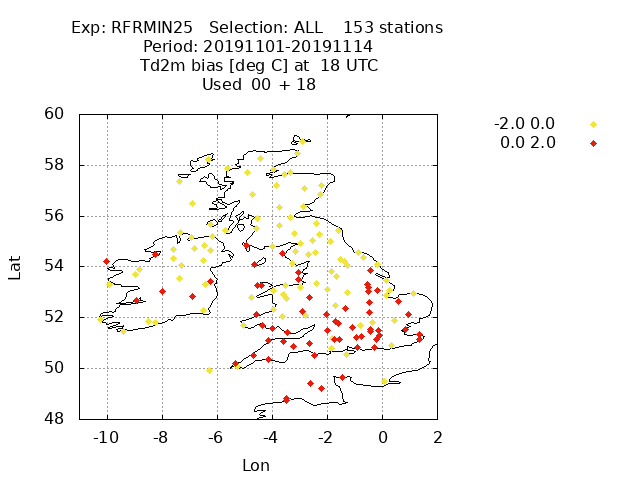 Exp: RFRMIN25 Selection: ALL 153 stations
Period: 20191101-20191114
Td2m bias [deg C] at 18 UTC
Used 00 + 18
-2.0 0.0
0.0 2.0
60
58
56
54
52
50
48
Lat
-10 -8 -6 -4 -2 0 2
Lon